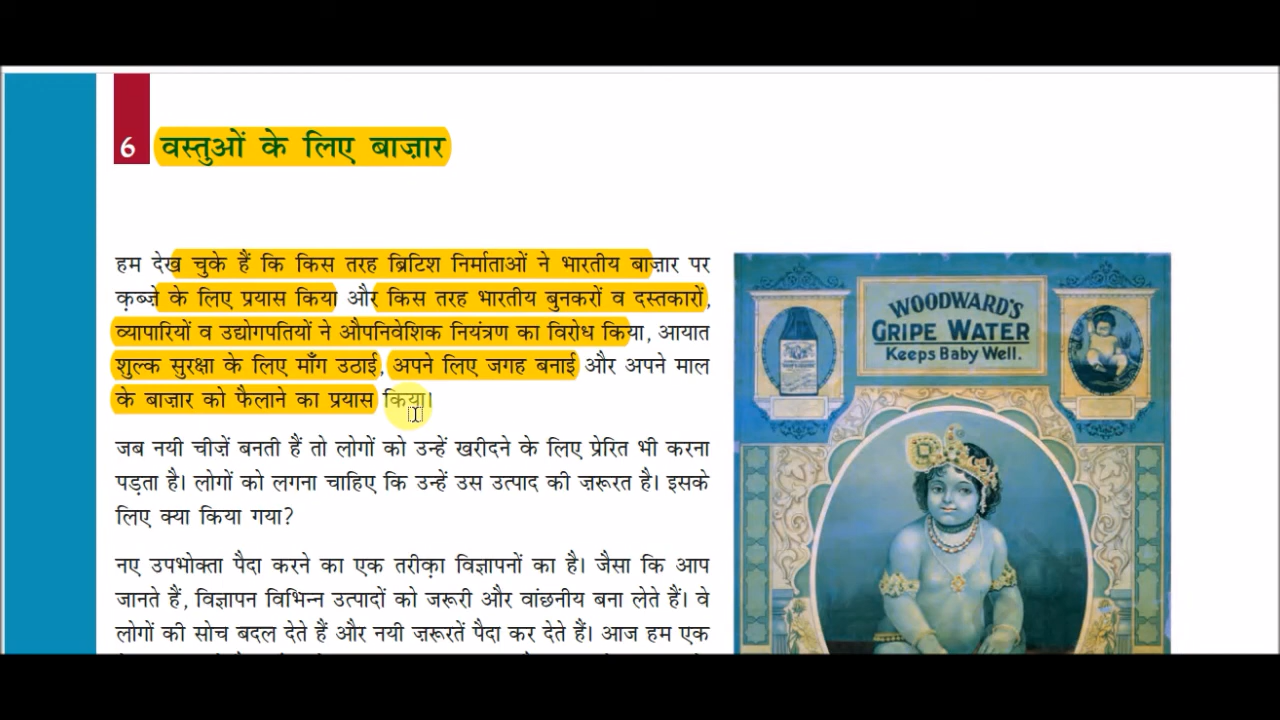 6 वस्तुओं के लिए बाज़ार
हम देख चुके हैं कि किस तरह ब्रिटिश निर्माताओं ने भारतीय बाज़ार पर
क़ब्ज़े के लिए प्रयास किया और किस तरह भारतीय बुनकरों व दस्तकारों,
व्यापारियों व उद्योगपतियों ने औपनिवेशिक नियंत्रण का विरोध किया, आयात
शुल्क सुरक्षा के लिए माँग उठाई, अपने लिए जगह बनाई और अपने माल
के बाज़ार को फैलाने का प्रयास किया।
जब नयी चीज़ें बनती हैं तो लोगों को उन्हें खरीदने के लिए प्रेरित भी करना
पड़ता है। लोगों को लगना चाहिए कि उन्हें उस उत्पाद की ज़रूरत है। इसके
लिए क्या किया गया?
नए उपभोक्ता पैदा करने का एक तरीक़ा विज्ञापनों का है। जैसा कि आप
जानते हैं, विज्ञापन विभिन्न उत्पादों को जरूरी और वांछनीय बना लेते हैं। वे
लोगों की सोच बदल देते हैं और नयी ज़रूरतें पैदा कर देते हैं। आज हम एक
WOODWARD'S
GRIPE WATER
Keeps Baby Well.